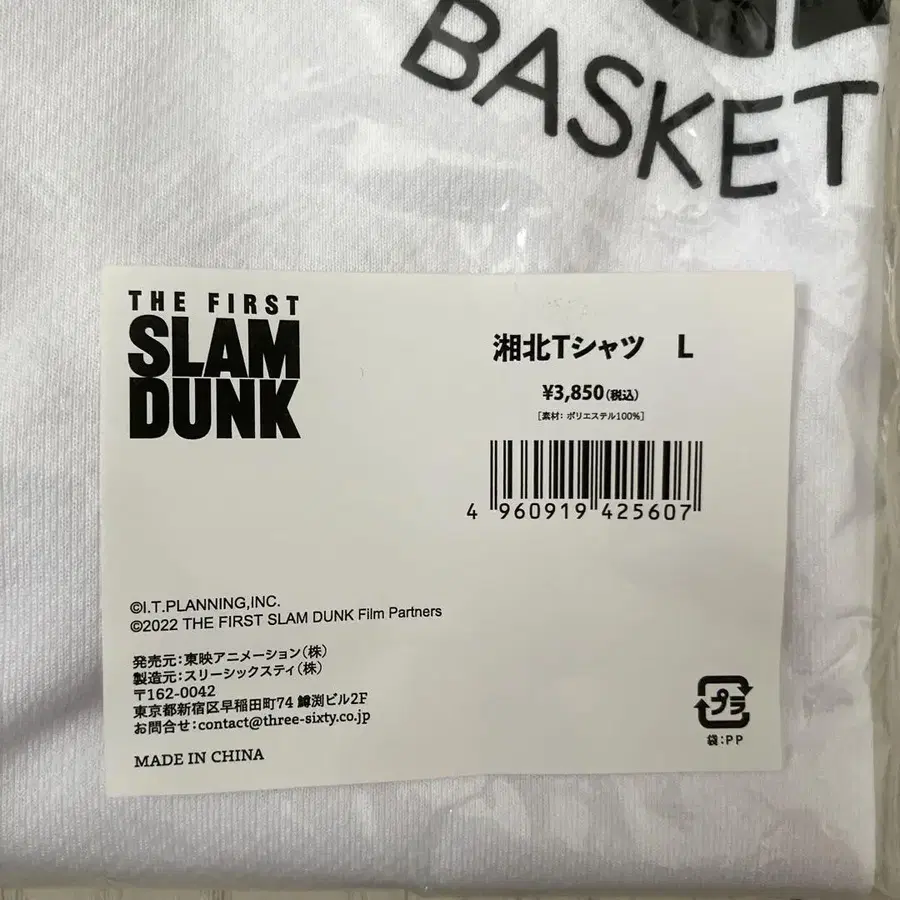 BASKET
THE FIRST
SLAM
DUNK
湘北Tシャツ L
¥3,850(税込)
[素材: ポリエステル100%]
4 960919 425607
©I.T.PLANNING,INC.
©2022 THE FIRST SLAM DUNK Film Partners
発売元:東映アニメーション(株)
製造元:スリーシックスティ(株)
〒162-0042
東京都新宿区早稲田町74 鱒渕ビル2F
お問合せ:contact@three-sixty.co.jp
MADE IN CHINA
プラ
袋:PP